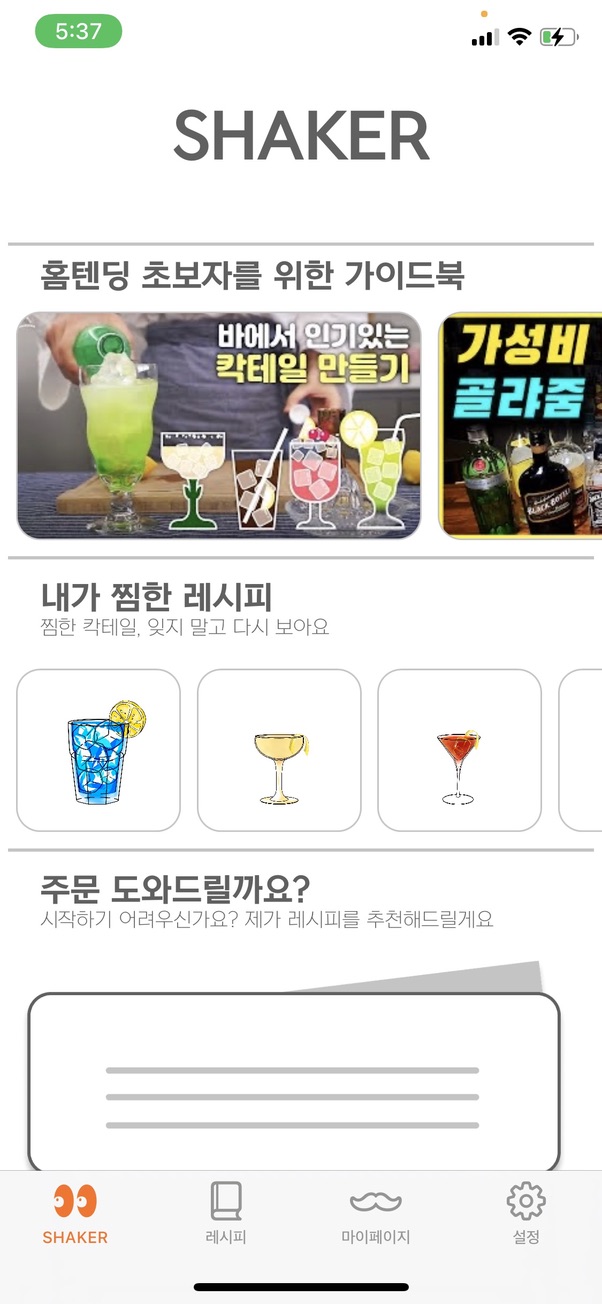 5:37
SHAKER
홈텐딩 초보자를 위한 가이드북
바에서 인기있는
칵테일 만들기
가성비
골라줌
BLACK BOTTLE
내가 찜한 레시피
찜한 칵테일, 잊지 말고 다시 보아요
주문 도와드릴까요?
시작하기 어려우신가요? 제가 레시피를 추천해드릴게요
SHAKER
레시피
마이페이지
설정